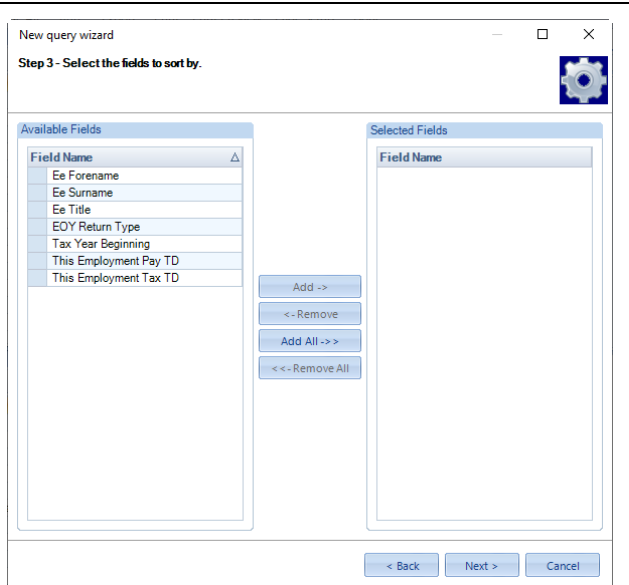 New query wizard
Step 3 - Select the fields to sort by.
Available Fields
Field Name
Ee Forename
Ee Surname
Ee Title
EOY Return Type
Tax Year Beginning
This Employment Pay TD
This Employment Tax TD
Add ->
<- Remove
Add All ->>
<<- Remove All
Selected Fields
Field Name
< Back
Next >
Cancel